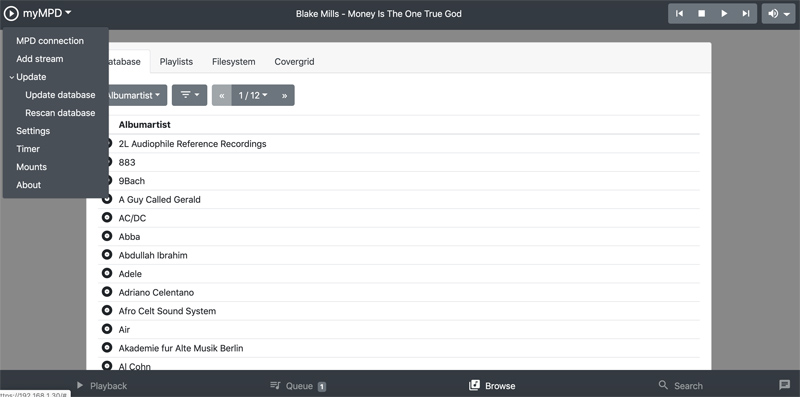 myMPD
Blake Mills - Money Is The One True God
MPD connection
Add stream
Update
Update database
Rescan database
Settings
Timer
Mounts
About
atabase
Playlists
Filesystem
Covergrid
Albumartist
«
1 / 12
»
Albumartist
2L Audiophile Reference Recordings
883
9Bach
A Guy Called Gerald
AC/DC
Abba
Abdullah Ibrahim
Adele
Adriano Celentano
Afro Celt Sound System
Air
Akademie fur Alte Musik Berlin
Al Cohn
Playback
Queue 1
Browse
Search
ttps://192.168.1.30/#